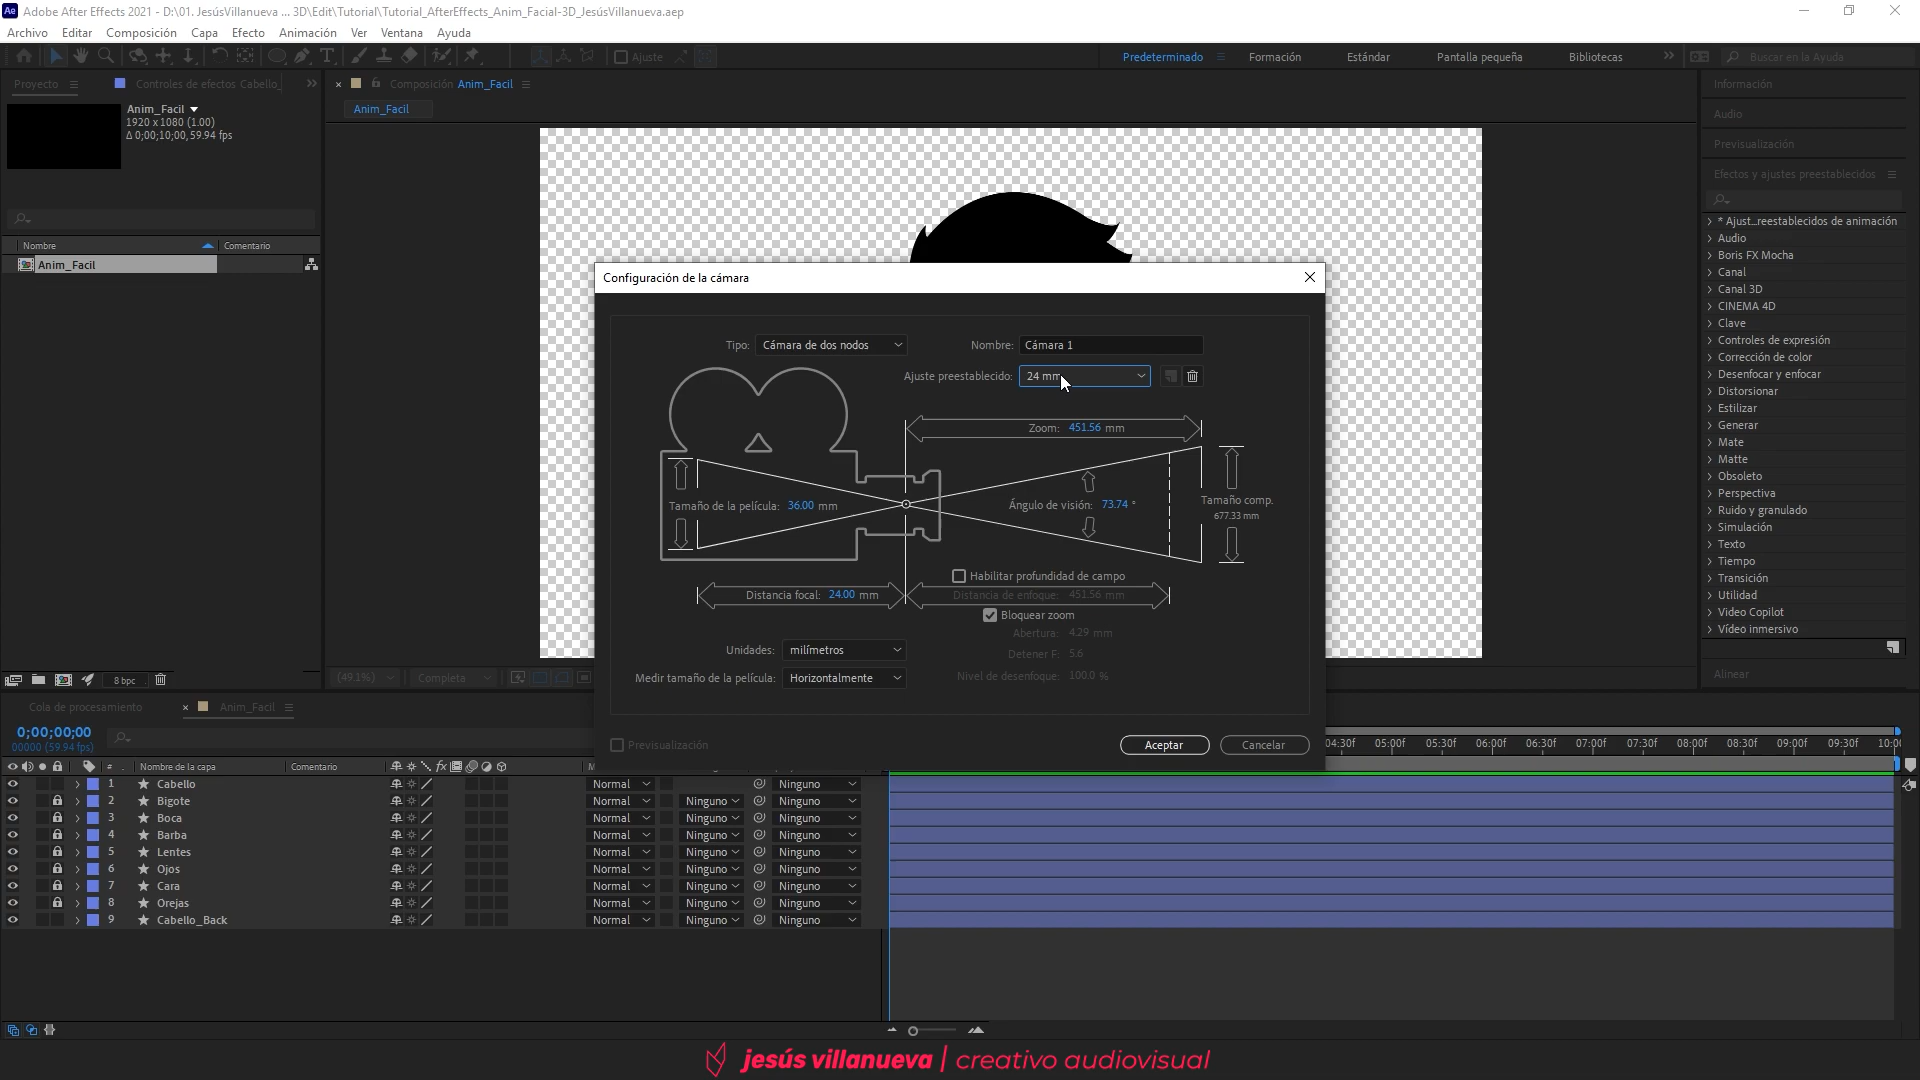 Adobe After Effects 2021 - D:\01. JesúsVillanueva ... 3D\Edit\Tutorial\Tutorial_AfterEffects_Anim_Facial-3D_JesúsVillanueva.aep
Archivo Editar Composición Capa Efecto Animación Ver Ventana Ayuda
Ajuste
Predeterminado
Formación
Estándar
Pantalla pequeña
Bibliotecas
Buscar en la Ayuda
Proyecto
Controles de efectos Cabello_
Composición Anim_Facil
Anim_Facil
Anim_Facil
1920 x 1080 (1.00)
Δ 0;00;10;00, 59.94 fps
Nombre
Comentario
Anim_Facil
8 bpc
Configuración de la cámara
Tipo: Cámara de dos nodos
Nombre: Cámara 1
Ajuste preestablecido: 24 mm
Zoom: 451.56 mm
Tamaño de la película: 36.00 mm
Ángulo de visión: 73.74 °
Tamaño comp.
677.33 mm
Habilitar profundidad de campo
Distancia focal: 24.00 mm
Distancia de enfoque: 451.56 mm
Bloquear zoom
Abertura: 4.29 mm
Detener F: 5.6
Nivel de desenfoque: 100.0 %
Unidades: milímetros
Medir tamaño de la película: Horizontalmente
Previsualización
Aceptar
Cancelar
(49.1%)
Completa
Información
Audio
Previsualización
Efectos y ajustes preestablecidos
* Ajust...reestablecidos de animación
Audio
Boris FX Mocha
Canal
Canal 3D
CINEMA 4D
Clave
Controles de expresión
Corrección de color
Desenfocar y enfocar
Distorsionar
Estilizar
Generar
Mate
Matte
Obsoleto
Perspectiva
Ruido y granulado
Simulación
Texto
Tiempo
Transición
Utilidad
Video Copilot
Vídeo inmersivo
Alinear
Cola de procesamiento
Anim_Facil
0;00;00;00
00000 (59.94 fps)
04:30f 05:00f 05:30f 06:00f 06:30f 07:00f 07:30f 08:00f 08:30f 09:00f 09:30f 10:0
# Nombre de la capa Comentario
1 Cabello Normal Ninguno
2 Bigote Normal Ninguno Ninguno
3 Boca Normal Ninguno Ninguno
4 Barba Normal Ninguno Ninguno
5 Lentes Normal Ninguno Ninguno
6 Ojos Normal Ninguno Ninguno
7 Cara Normal Ninguno Ninguno
8 Orejas Normal Ninguno Ninguno
9 Cabello_Back Normal Ninguno Ninguno
jesús villanueva | creativo audiovisual